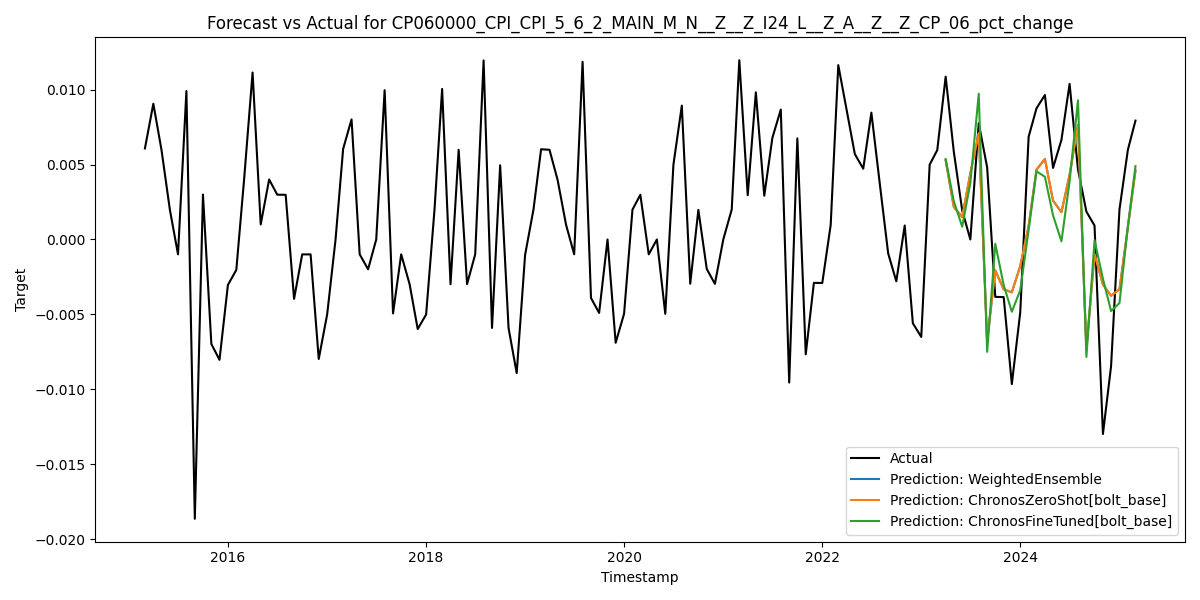 Forecast vs Actual for CP060000_CPI_CPI_5_6_2_MAIN_M_N__Z__Z_I24_L__Z_A__Z__Z_CP_06_pct_change
Target
0.010
0.005
0.000
−0.005
−0.010
−0.015
−0.020
2016
2018
2020
2022
2024
Timestamp
Actual
Prediction: WeightedEnsemble
Prediction: ChronosZeroShot[bolt_base]
Prediction: ChronosFineTuned[bolt_base]